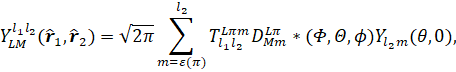 Y_{LM}^{l_1 l_2}(r̂_1, r̂_2) = √2π ∑_{m=ε(π)}^{l_2} T_{l_1 l_2}^{Lπm} D_{Mm}^{Lπ} * (Φ, Θ, ϕ) Y_{l_2 m}(θ, 0),